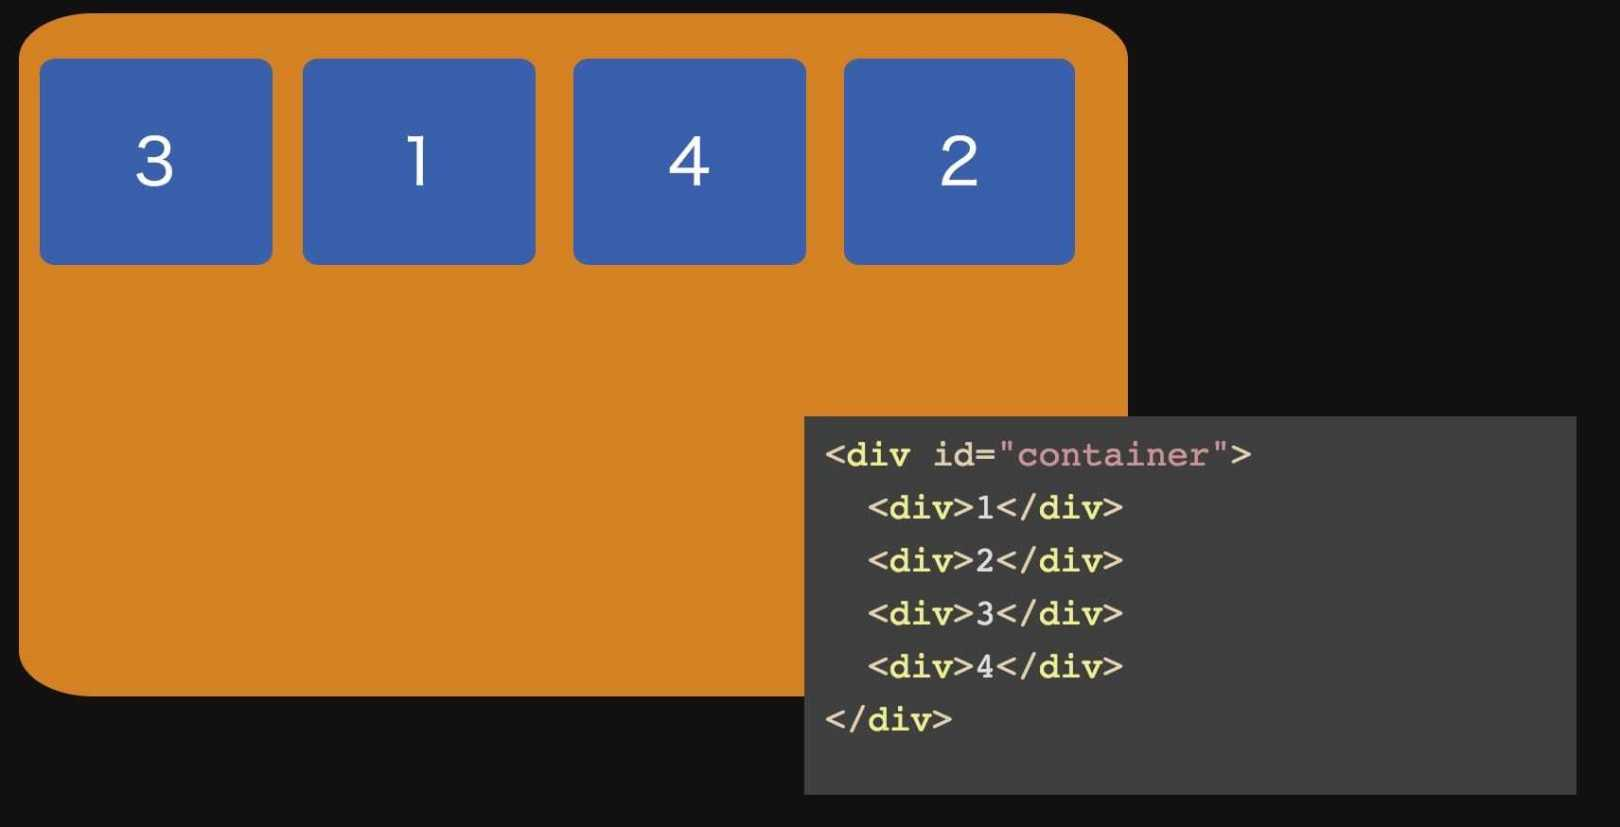 3 1 4 2
<div id="container">
  <div>1</div>
  <div>2</div>
  <div>3</div>
  <div>4</div>
</div>